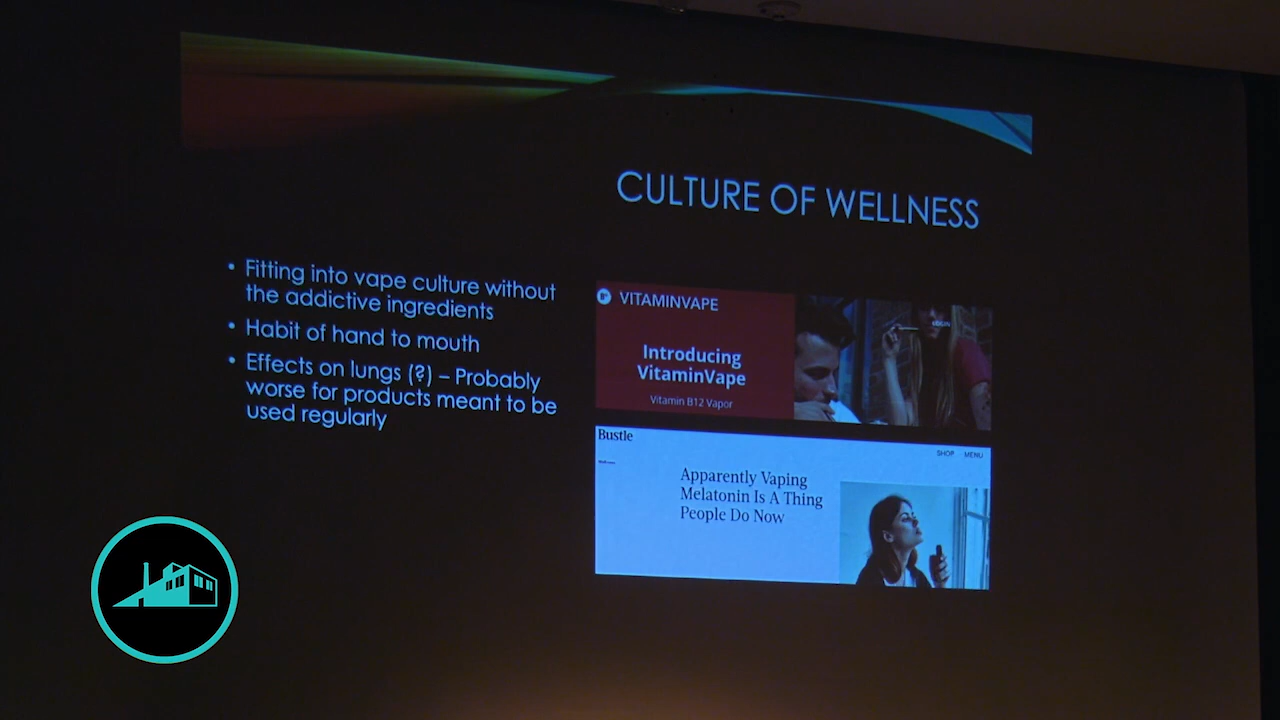 CULTURE OF WELLNESS
• Fitting into vape culture without
the addictive ingredients
• Habit of hand to mouth
• Effects on lungs (?) – Probably
worse for products meant to be
used regularly
VITAMINVAPE
LOGIN
Introducing
VitaminVape
Vitamin B12 Vapor
Bustle
SHOP MENU
Apparently Vaping
Melatonin Is A Thing
People Do Now